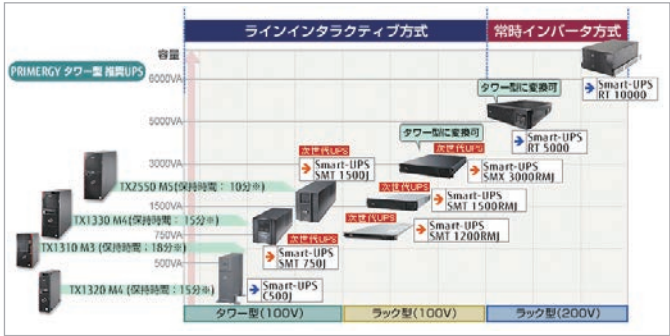 ラインインタラクティブ方式
常時インバータ方式
容量
PRIMERGY タワー型 推奨UPS
6000VA
5000VA
3000VA
1500VA
750VA
500VA
Smart-UPS
RT 10000
タワー型に変換可
Smart-UPS
RT 5000
タワー型に変換可
次世代UPS
Smart-UPS
SMX 3000RMJ
次世代UPS
Smart-UPS
SMT 1500J
次世代UPS
Smart-UPS
SMT 1500RMJ
次世代UPS
Smart-UPS
SMT 1200RMJ
次世代UPS
Smart-UPS
SMT 750J
Smart-UPS
C500J
TX2550 M5(保持時間：10分※)
TX1330 M4(保持時間：15分※)
TX1310 M3(保持時間：18分※)
TX1320 M4(保持時間：15分※)
タワー型(100V)
ラック型(100V)
ラック型(200V)